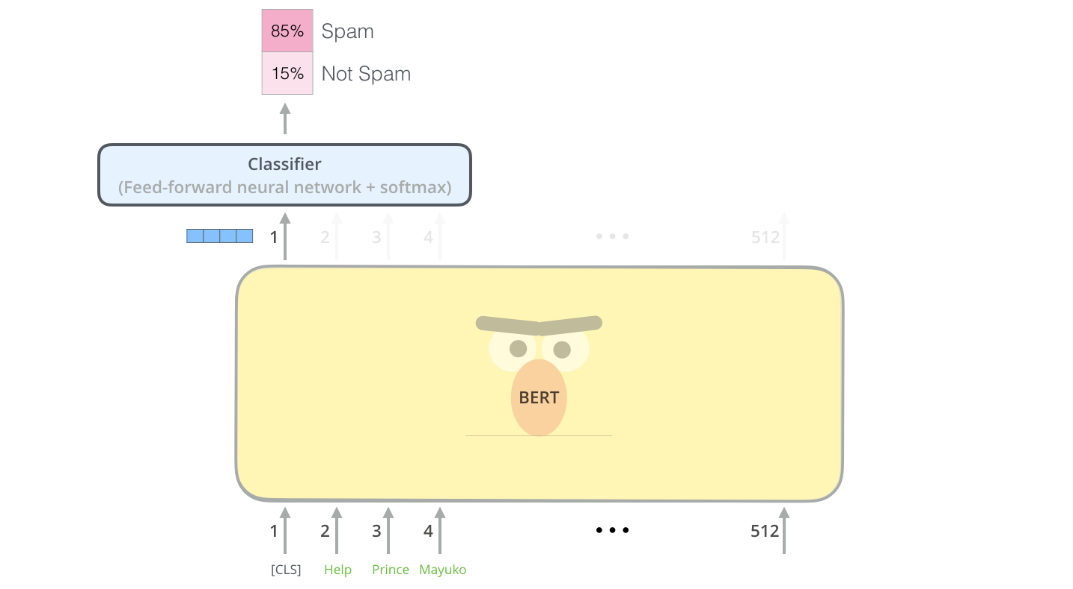 85% Spam
15% Not Spam
Classifier
(Feed-forward neural network + softmax)
1 2 3 4 ••• 512
BERT
1 2 3 4 ••• 512
[CLS] Help Prince Mayuko